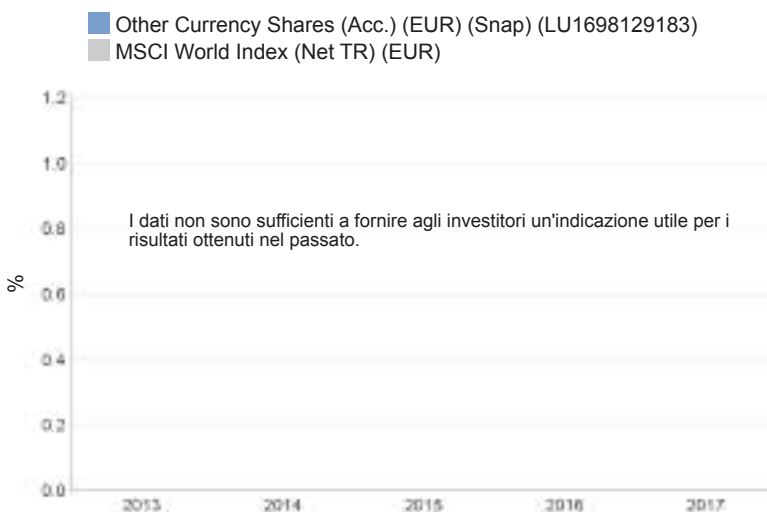 Other Currency Shares (Acc.) (EUR) (Snap) (LU1698129183)
MSCI World Index (Net TR) (EUR)
1.2
1.0
I dati non sono sufficienti a fornire agli investitori un'indicazione utile per i
0.8
risultati ottenuti nel passato.
%
0.6
0.4
0.2
0.0
2013 2014 2015 2016 2017